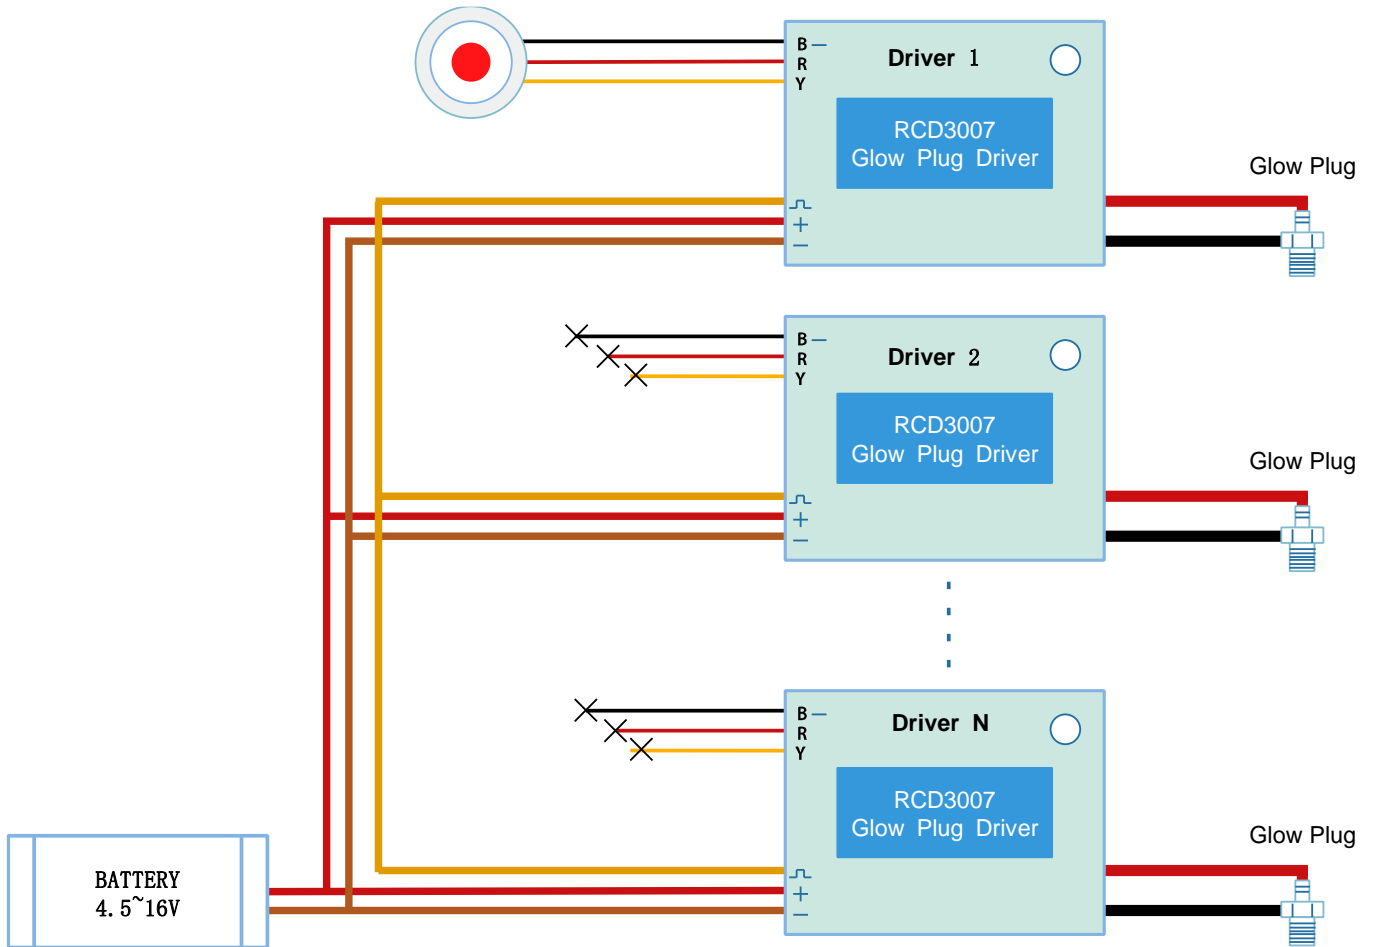 B
R
Y
Driver 1
RCD3007
Glow Plug Driver
Glow Plug
+
−
B
R
Y
Driver 2
RCD3007
Glow Plug Driver
Glow Plug
+
−
B
R
Y
Driver N
RCD3007
Glow Plug Driver
Glow Plug
+
−
BATTERY
4.5~16V